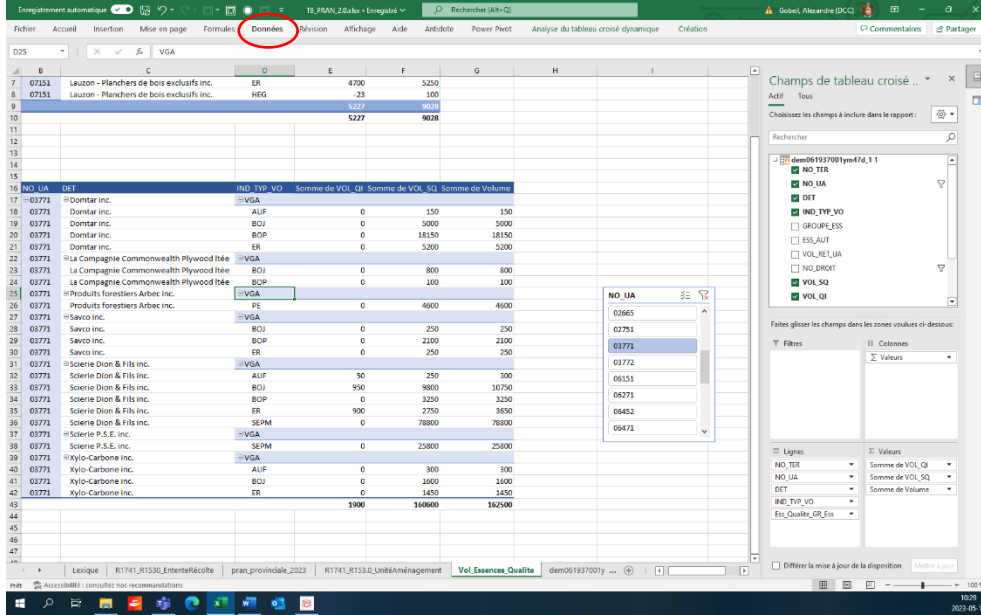 Enregistrement automatique TB_PRAN_2.0.xlsx • Enregistré Rechercher (Alt+Q) Gobeil, Alexandre (DCC)
Fichier Accueil Insertion Mise en page Formules Données Révision Affichage Aide Antidote Power Pivot Analyse du tableau croisé dynamique Création Commentaires Partager
D25 fx VGA
B C D E F G H I
7 07151 Lauzon - Planchers de bois exclusifs inc. ER 4700 5250
8 07151 Lauzon - Planchers de bois exclusifs inc. HEG -23 100
9 5227 9028
10 5227 9028
11
12
13
14
15
16 NO_UA DET IND_TYP_VO Somme de VOL_QI Somme de VOL_SQ Somme de Volume
17 03771 Domtar inc. VGA
18 03771 Domtar inc. AUF 0 150 150
19 03771 Domtar inc. BOJ 0 5000 5000
20 03771 Domtar inc. BOP 0 18150 18150
21 03771 Domtar inc. ER 0 5200 5200
22 03771 La Compagnie Commonwealth Plywood ltée VGA
23 03771 La Compagnie Commonwealth Plywood ltée BOJ 0 800 800
24 03771 La Compagnie Commonwealth Plywood ltée BOP 0 100 100
25 03771 Produits forestiers Arbec inc. VGA
26 03771 Produits forestiers Arbec inc. PE 0 4600 4600
27 03771 Savco inc. VGA
28 03771 Savco inc. BOJ 0 250 250
29 03771 Savco inc. BOP 0 2100 2100
30 03771 Savco inc. ER 0 250 250
31 03771 Scierie Dion & Fils inc. VGA
32 03771 Scierie Dion & Fils inc. AUF 50 250 300
33 03771 Scierie Dion & Fils inc. BOJ 950 9800 10750
34 03771 Scierie Dion & Fils inc. BOP 0 3250 3250
35 03771 Scierie Dion & Fils inc. ER 900 2750 3650
36 03771 Scierie Dion & Fils inc. SEPM 0 78800 78800
37 03771 Scierie P.S.E. inc. VGA
38 03771 Scierie P.S.E. inc. SEPM 0 25800 25800
39 03771 Xylo-Carbone inc. VGA
40 03771 Xylo-Carbone inc. AUF 0 300 300
41 03771 Xylo-Carbone inc. BOJ 0 1600 1600
42 03771 Xylo-Carbone inc. ER 0 1450 1450
43 1900 160600 162500
44
45
46
47
NO_UA
02665
02751
03771
03772
06151
06271
06452
06471
Champs de tableau croisé ..
Actif Tous
Choisissez les champs à inclure dans le rapport :
Rechercher
dem061937001ym47d_1 1
NO_TER
NO_UA
DET
IND_TYP_VO
GROUPE_ESS
ESS_AUT
VOL_RET_UA
NO_DROIT
VOL_SQ
VOL_QI
Faites glisser les champs dans les zones voulues ci-dessous:
Filtres Colonnes
Σ Valeurs
Lignes Σ Valeurs
NO_TER Somme de VOL_QI
NO_UA Somme de VOL_SQ
DET Somme de Volume
IND_TYP_VO
Ess_Qualite_GR_Ess
Différer la mise à jour de la disposition Mettre à jour
Lexique R1741_R1530_EntenteRécolte pran_provinciale_2023 R1741_R153.0_UnitéAménagement Vol_Essences_Qualite dem061937001y ...
Prêt Accessibilité : consultez nos recommandations 100
10:29
2023-05-